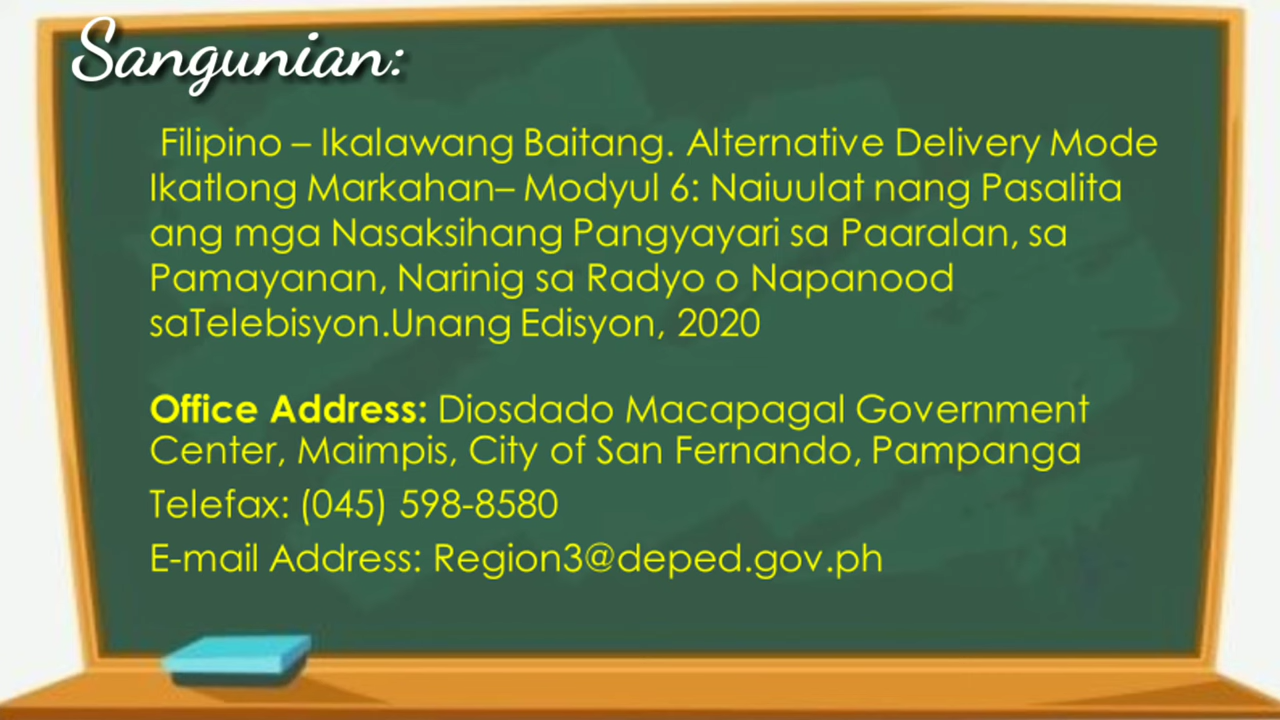 Sangunian:
Filipino – Ikalawang Baitang. Alternative Delivery Mode
Ikatlong Markahan– Modyul 6: Naiuulat nang Pasalita
ang mga Nasaksihang Pangyayari sa Paaralan, sa
Pamayanan, Narinig sa Radyo o Napanood
saTelebisyon.Unang Edisyon, 2020
Office Address: Diosdado Macapagal Government
Center, Maimpis, City of San Fernando, Pampanga
Telefax: (045) 598-8580
E-mail Address: Region3@deped.gov.ph